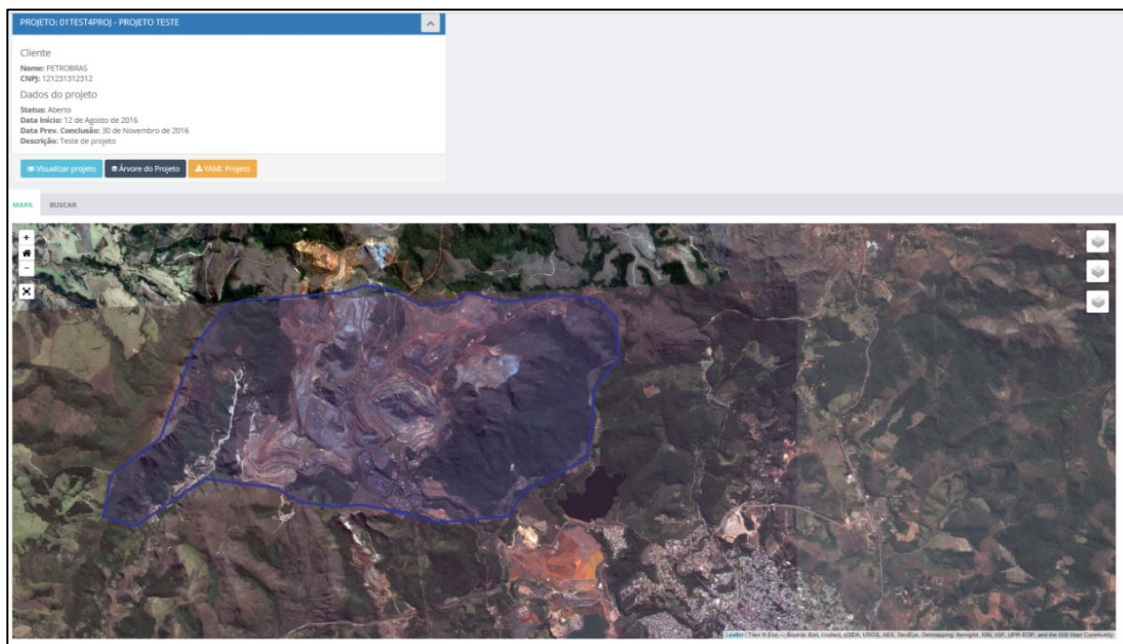 PROJETO: 01TEST4PROJ - PROJETO TESTE
Cliente
Nome: PETROBRAS
CNPJ: 121231312312
Dados do projeto
Status: Aberto
Data Início: 12 de Agosto de 2016
Data Prev. Conclusão: 30 de Novembro de 2016
Descrição: Teste de projeto
Visualizar projeto Árvore do Projeto YAML Projeto
MAPA BUSCAR
+
−
Leaflet | Tiles © Esri — Source: Esri, i-cubed, USDA, USGS, AEX, GeoEye, Getmapping, Aerogrid, IGN, IGP, UPR-EGP, and the GIS User Community